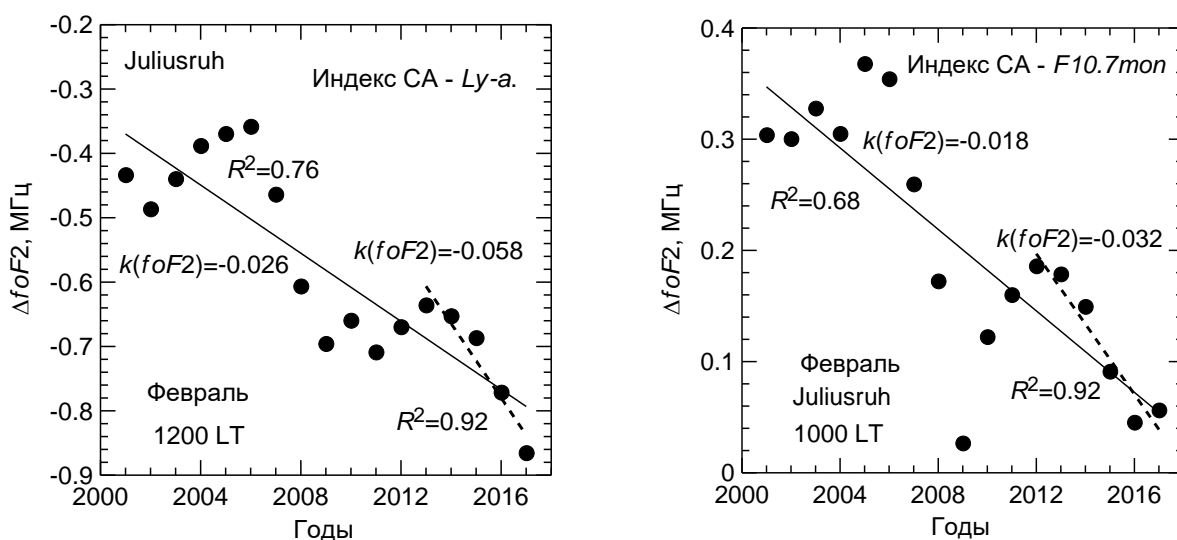 -0.2
Juliusruh
Индекс СА - Ly-a.
-0.3
-0.4
R²=0.76
-0.5
k(foF2)=-0.058
k(foF2)=-0.026
-0.6
-0.7
Февраль
R²=0.92
-0.8
1200 LT
-0.9
2000 2004 2008 2012 2016
Годы
ΔfoF2, МГц
0.4
Индекс СА - F10.7mon
k(foF2)=-0.018
0.3
R²=0.68
k(foF2)=-0.032
0.2
0.1
Февраль
R²=0.92
Juliusruh
1000 LT
0
2000 2004 2008 2012 2016
Годы
ΔfoF2, МГц